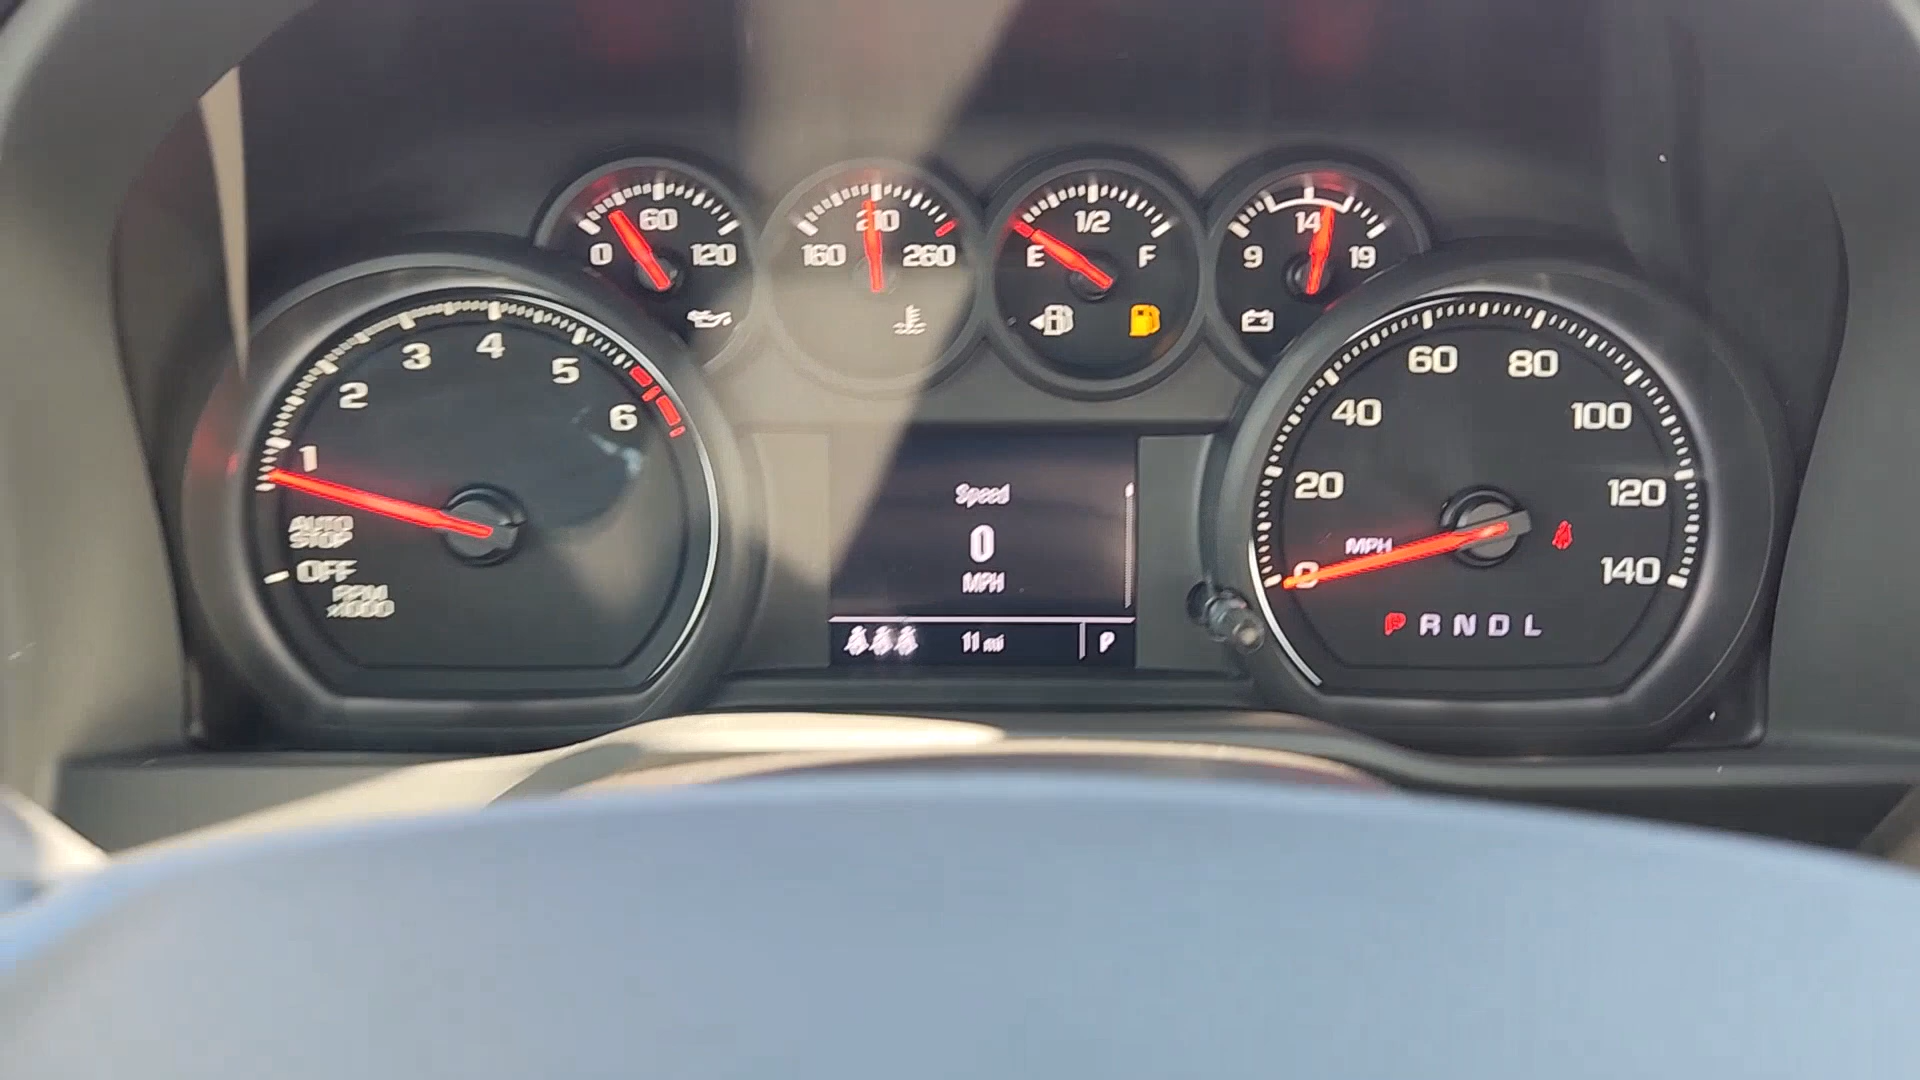 0 60 120
160 210 260
E 1/2 F
9 14 19
1 2 3 4 5 6
AUTO
STOP
OFF
RPM
x1000
Speed
0
MPH
11 mi
P
0 20 40 60 80 100 120 140
MPH
P R N D L